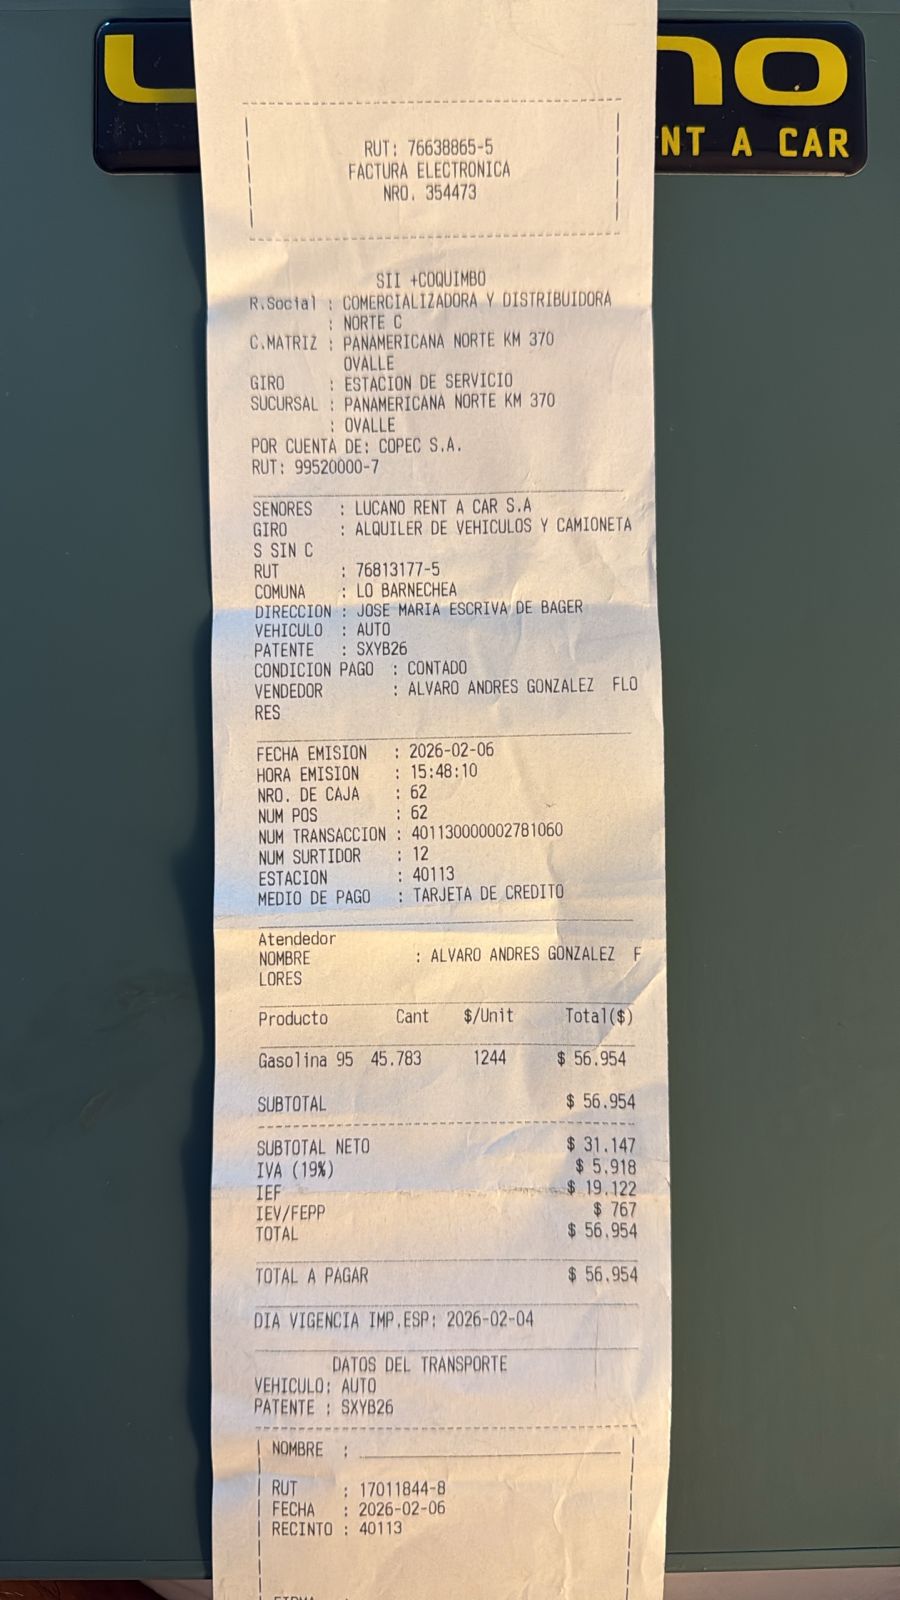 NO
NT A CAR
RUT: 76638865-5
FACTURA ELECTRONICA
NRO. 354473
SII +COQUIMBO
R.Social : COMERCIALIZADORA Y DISTRIBUIDORA
: NORTE C
C.MATRIZ : PANAMERICANA NORTE KM 370
OVALLE
GIRO : ESTACION DE SERVICIO
SUCURSAL : PANAMERICANA NORTE KM 370
: OVALLE
POR CUENTA DE: COPEC S.A.
RUT: 99520000-7
SENORES : LUCANO RENT A CAR S.A
GIRO : ALQUILER DE VEHICULOS Y CAMIONETA
S SIN C
RUT : 76813177-5
COMUNA : LO BARNECHEA
DIRECCION : JOSE MARIA ESCRIVA DE BAGER
VEHICULO : AUTO
PATENTE : SXYB26
CONDICION PAGO : CONTADO
VENDEDOR : ALVARO ANDRES GONZALEZ FLO
RES
FECHA EMISION : 2026-02-06
HORA EMISION : 15:48:10
NRO. DE CAJA : 62
NUM POS : 62
NUM TRANSACCION : 401130000002781060
NUM SURTIDOR : 12
ESTACION : 40113
MEDIO DE PAGO : TARJETA DE CREDITO
Atendedor
NOMBRE : ALVARO ANDRES GONZALEZ F
LORES
Producto Cant $/Unit Total($)
Gasolina 95 45.783 1244 $ 56.954
SUBTOTAL $ 56.954
SUBTOTAL NETO $ 31.147
IVA (19%) $ 5.918
IEF $ 19.122
IEV/FEPP $ 767
TOTAL $ 56.954
TOTAL A PAGAR $ 56.954
DIA VIGENCIA IMP.ESP: 2026-02-04
DATOS DEL TRANSPORTE
VEHICULO: AUTO
PATENTE : SXYB26
NOMBRE :
RUT : 17011844-8
FECHA : 2026-02-06
RECINTO : 40113